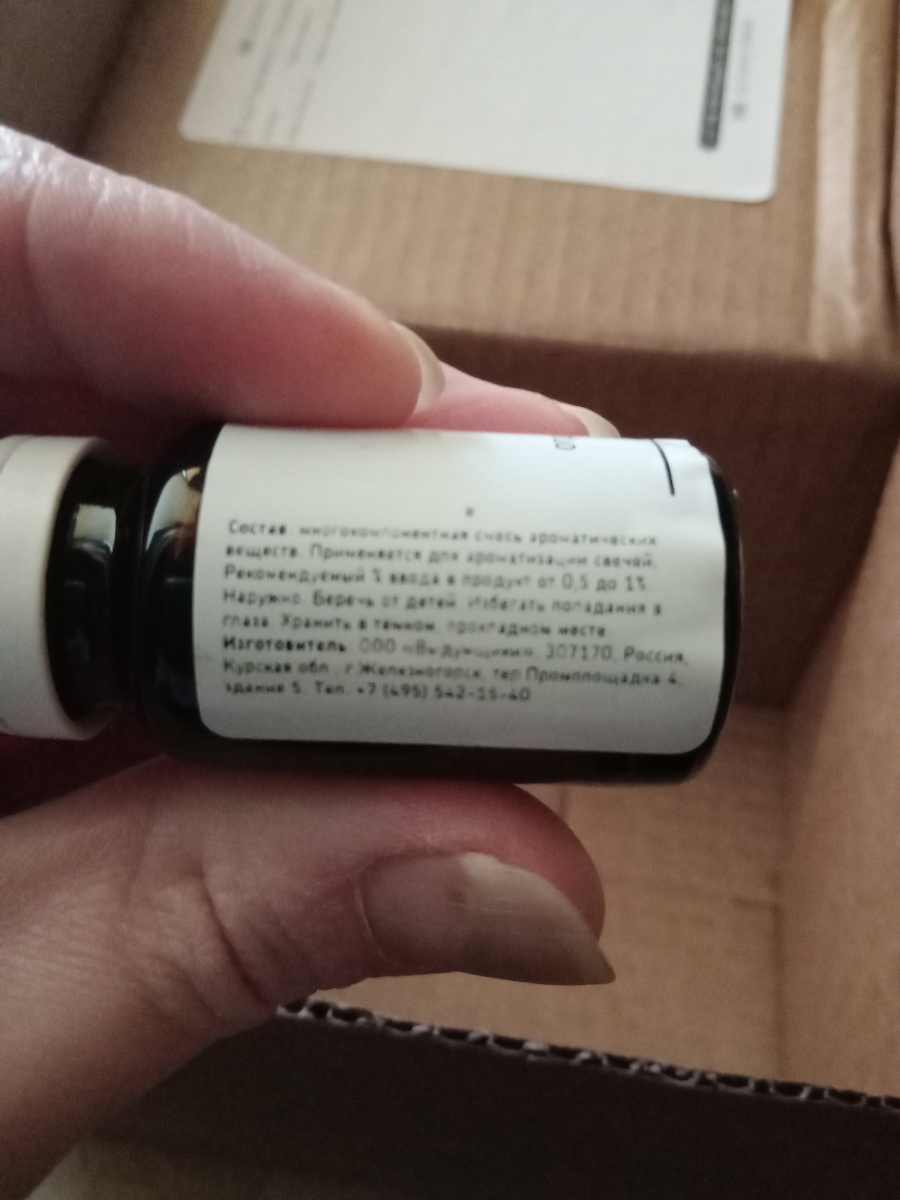 Состав: многокомпонентная смесь ароматических
веществ. Применяется для ароматизации свечей.
Рекомендуемый % ввода в продукт от 0,5 до 1%.
Наружно. Беречь от детей. Избегать попадания в
глаза. Хранить в темном, прохладном месте.
Изготовитель: ООО «Выдумщики», 307170, Россия,
Курская обл., г.Железногорск, тер Промплощадка 4,
здание 5. Тел. +7 (495) 542-15-40